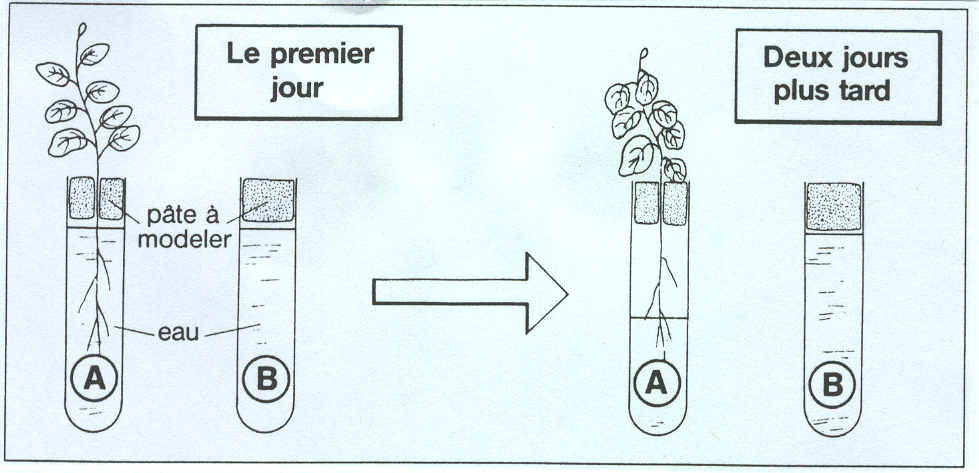 Le premier
jour
Deux jours
plus tard
pâte à
modeler
eau
A
B
A
B